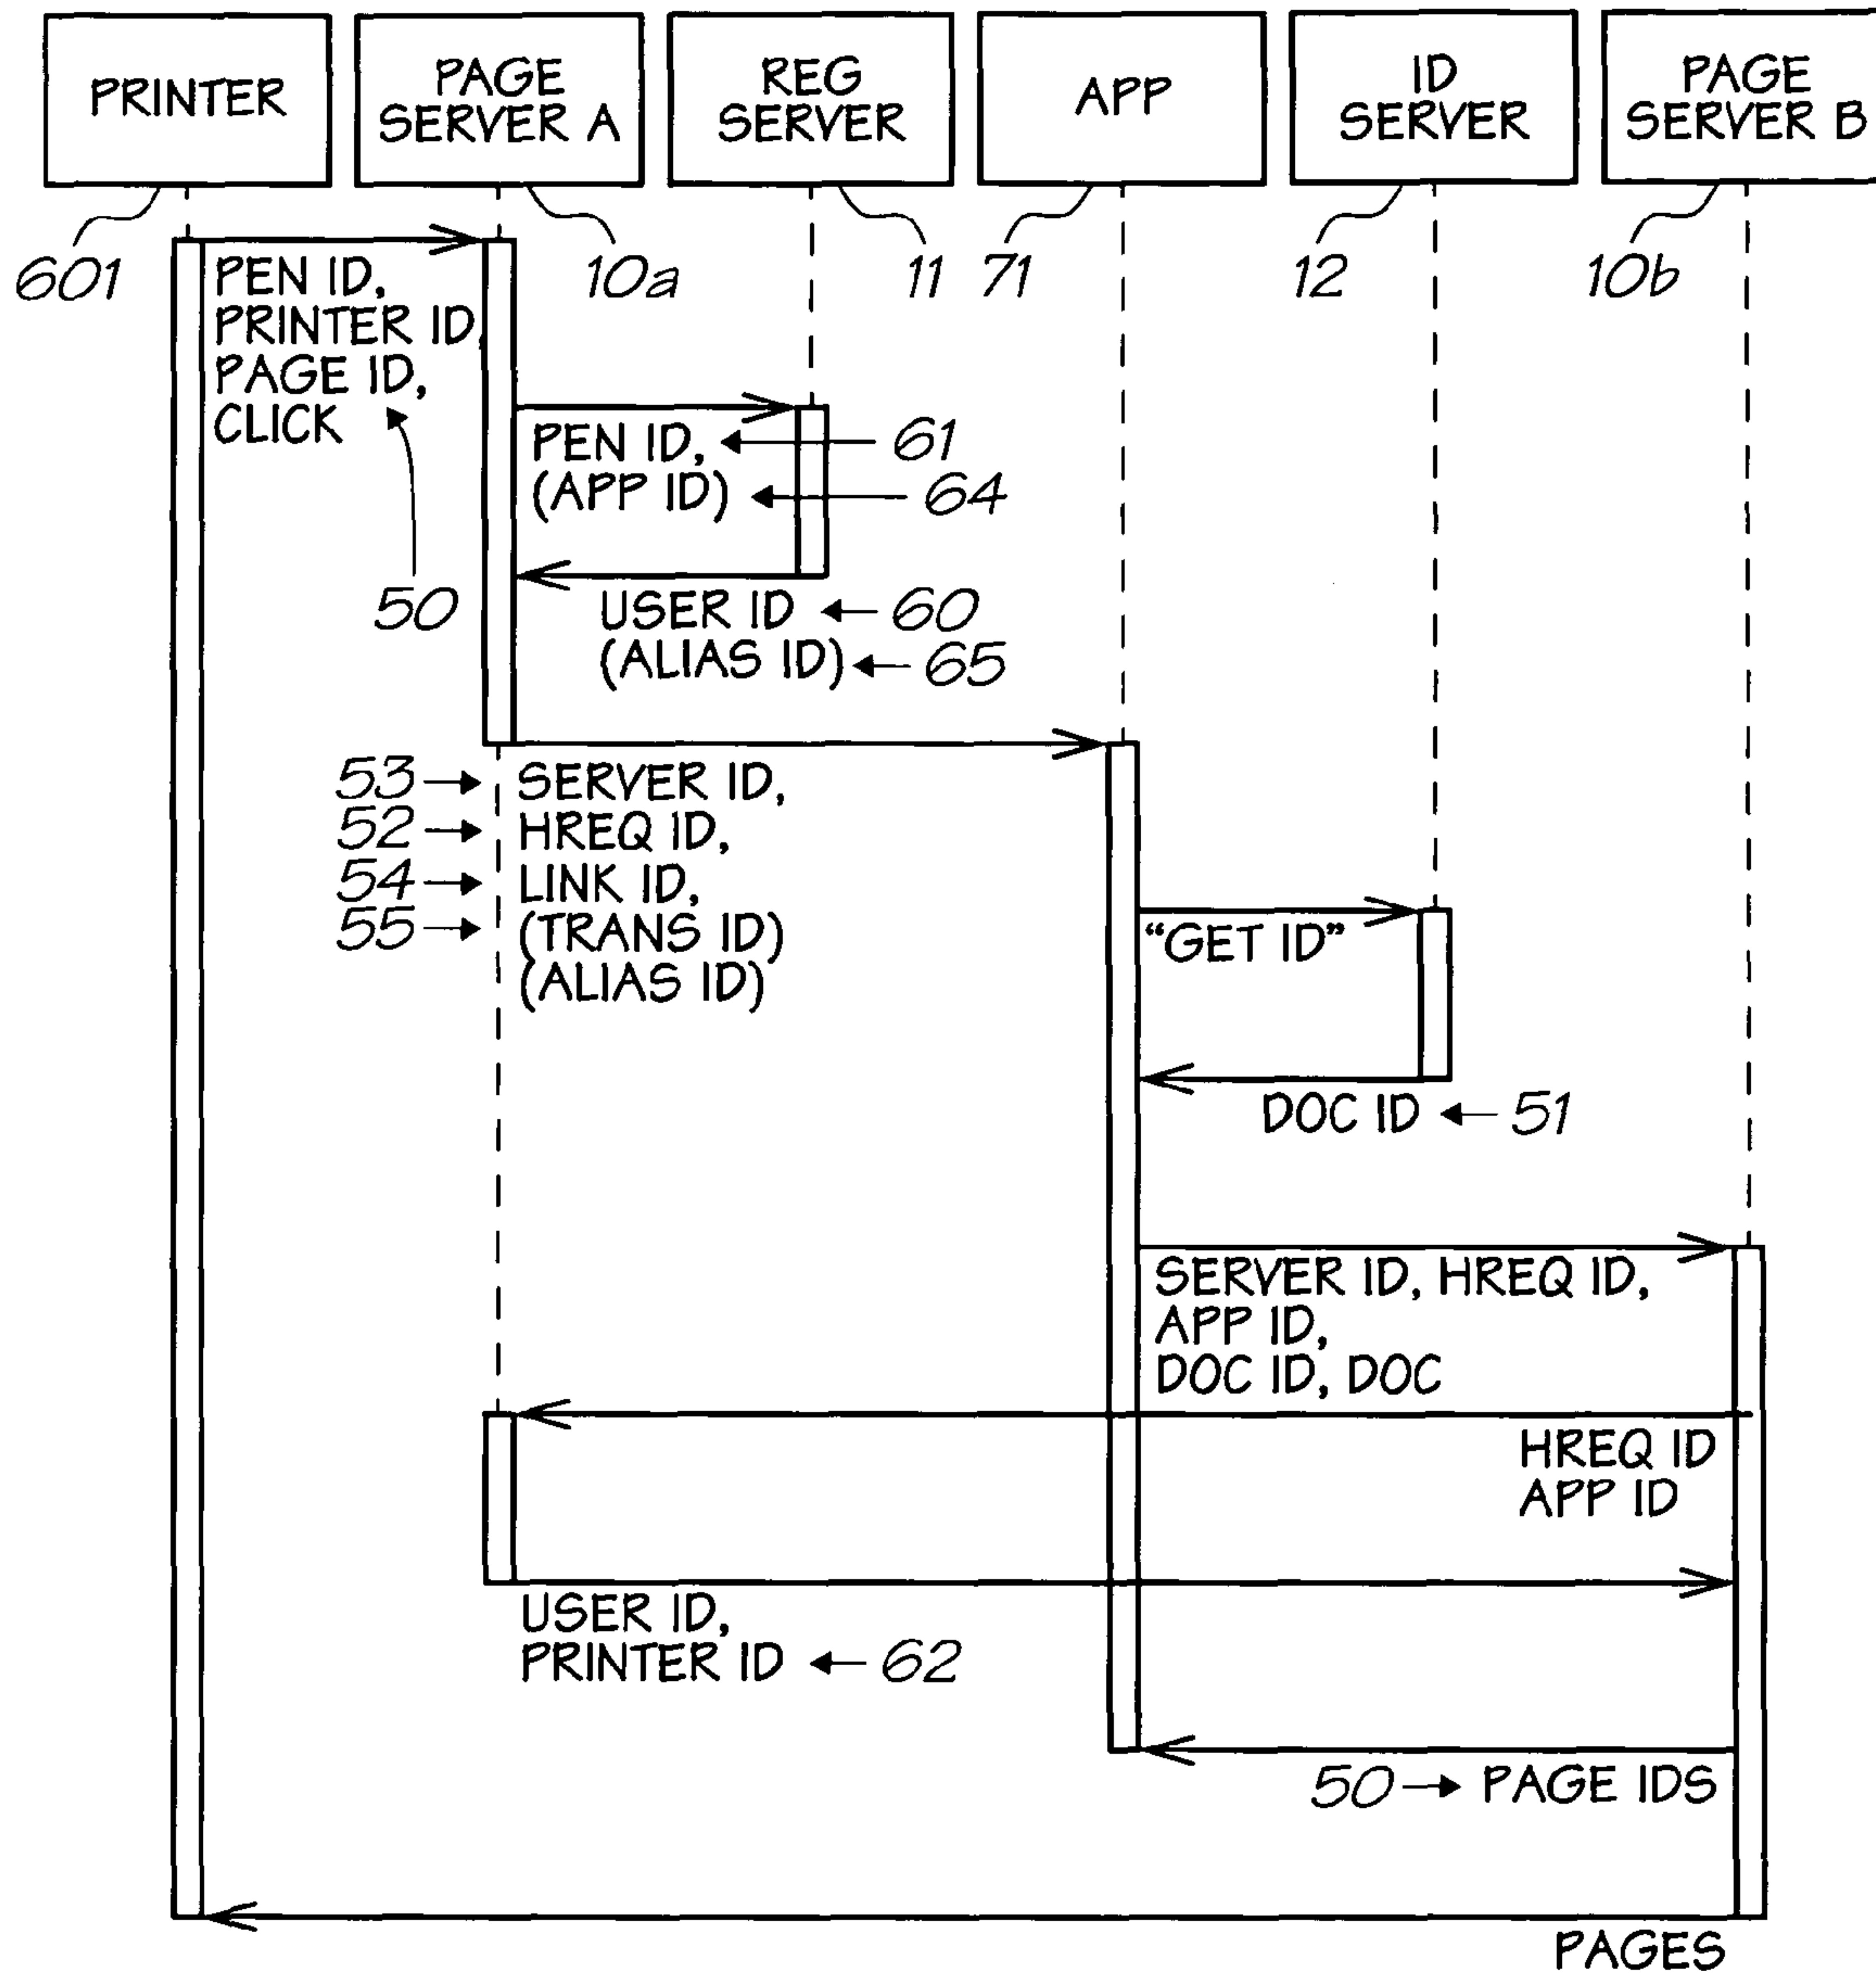 PRINTER
PAGE
SERVER A
REG
SERVER
APP
ID
SERVER
PAGE
SERVER B
601
10a
11
71
12
10b
PEN ID,
PRINTER ID,
PAGE ID,
CLICK
50
PEN ID,
(APP ID)
61
64
USER ID
(ALIAS ID)
60
65
53
52
54
55
SERVER ID,
HREQ ID,
LINK ID,
(TRANS ID)
(ALIAS ID)
“GET ID”
DOC ID
51
SERVER ID, HREQ ID,
APP ID,
DOC ID, DOC
HREQ ID
APP ID
USER ID,
PRINTER ID
62
50
PAGE IDS
PAGES